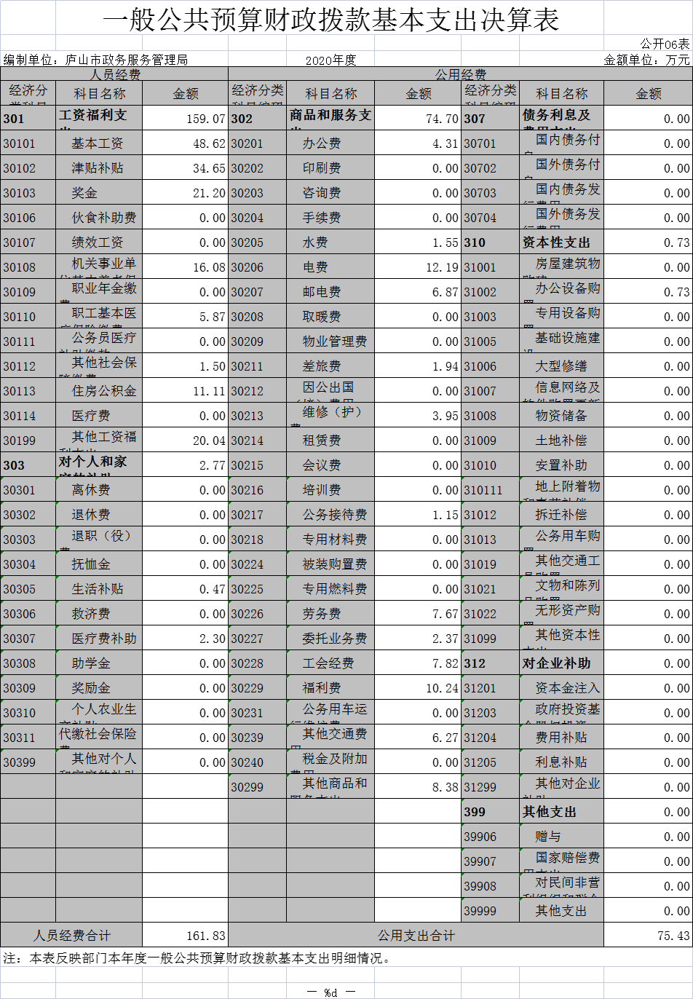 一般公共预算财政拨款基本支出决算表
公开06表
编制单位：庐山市政务服务管理局 2020年度 金额单位：万元
人员经费 公用经费
经济分 科目名称 金额 经济分类 科目名称 金额 经济分类 科目名称 金额
301 工资福利支 159.07 302 商品和服务支 74.70 307 债务利息及 0.00
30101 基本工资 48.62 30201 办公费 4.31 30701 国内债务付 0.00
30102 津贴补贴 34.65 30202 印刷费 0.00 30702 国外债务付 0.00
30103 奖金 21.20 30203 咨询费 0.00 30703 国内债务发 0.00
30106 伙食补助费 0.00 30204 手续费 0.00 30704 国外债务发 0.00
30107 绩效工资 0.00 30205 水费 1.55 310 资本性支出 0.73
30108 机关事业单 16.08 30206 电费 12.19 31001 房屋建筑物 0.00
30109 职业年金缴 0.00 30207 邮电费 6.87 31002 办公设备购 0.73
30110 职工基本医 5.87 30208 取暖费 0.00 31003 专用设备购 0.00
30111 公务员医疗 0.00 30209 物业管理费 0.00 31005 基础设施建 0.00
30112 其他社会保 1.50 30211 差旅费 1.94 31006 大型修缮 0.00
30113 住房公积金 11.11 30212 因公出国 0.00 31007 信息网络及 0.00
30114 医疗费 0.00 30213 维修（护） 3.95 31008 物资储备 0.00
30199 其他工资福 20.04 30214 租赁费 0.00 31009 土地补偿 0.00
303 对个人和家 2.77 30215 会议费 0.00 31010 安置补助 0.00
30301 离休费 0.00 30216 培训费 0.00 310111 地上附着物 0.00
30302 退休费 0.00 30217 公务接待费 1.15 31012 拆迁补偿 0.00
30303 退职（役） 0.00 30218 专用材料费 0.00 31013 公务用车购 0.00
30304 抚恤金 0.00 30224 被装购置费 0.00 31019 其他交通工 0.00
30305 生活补贴 0.47 30225 专用燃料费 0.00 31021 文物和陈列 0.00
30306 救济费 0.00 30226 劳务费 7.67 31022 无形资产购 0.00
30307 医疗费补助 2.30 30227 委托业务费 2.37 31099 其他资本性 0.00
30308 助学金 0.00 30228 工会经费 7.82 312 对企业补助 0.00
30309 奖励金 0.00 30229 福利费 10.24 31201 资本金注入 0.00
30310 个人农业生 0.00 30231 公务用车运 0.00 31203 政府投资基 0.00
30311 代缴社会保险 0.00 30239 其他交通费 6.27 31204 费用补贴 0.00
30399 其他对个人 0.00 30240 税金及附加 0.00 31205 利息补贴 0.00
30299 其他商品和 8.38 31299 其他对企业 0.00
399 其他支出 0.00
39906 赠与 0.00
39907 国家赔偿费 0.00
39908 对民间非营 0.00
39999 其他支出 0.00
人员经费合计 161.83 公用支出合计 75.43
注：本表反映部门本年度一般公共预算财政拨款基本支出明细情况。
— %d —